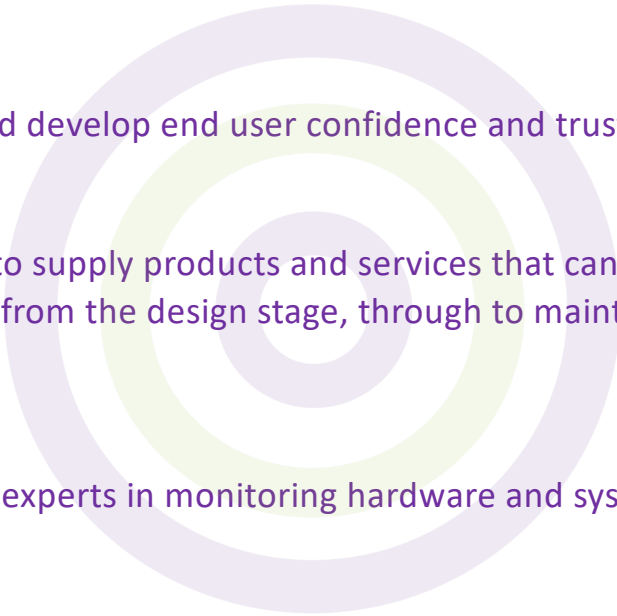 d develop end user confidence and trust
to supply products and services that can
from the design stage, through to maint
experts in monitoring hardware and sys